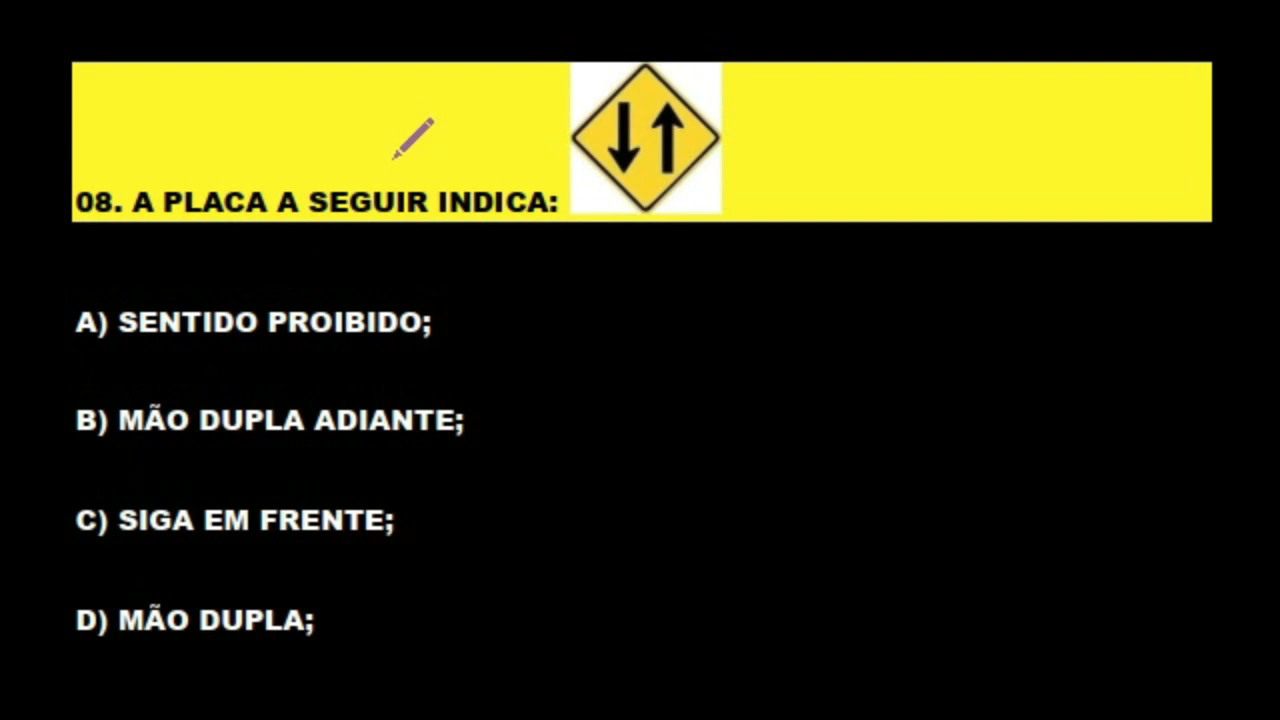 08. A PLACA A SEGUIR INDICA:
A) SENTIDO PROIBIDO;
B) MÃO DUPLA ADIANTE;
C) SIGA EM FRENTE;
D) MÃO DUPLA;